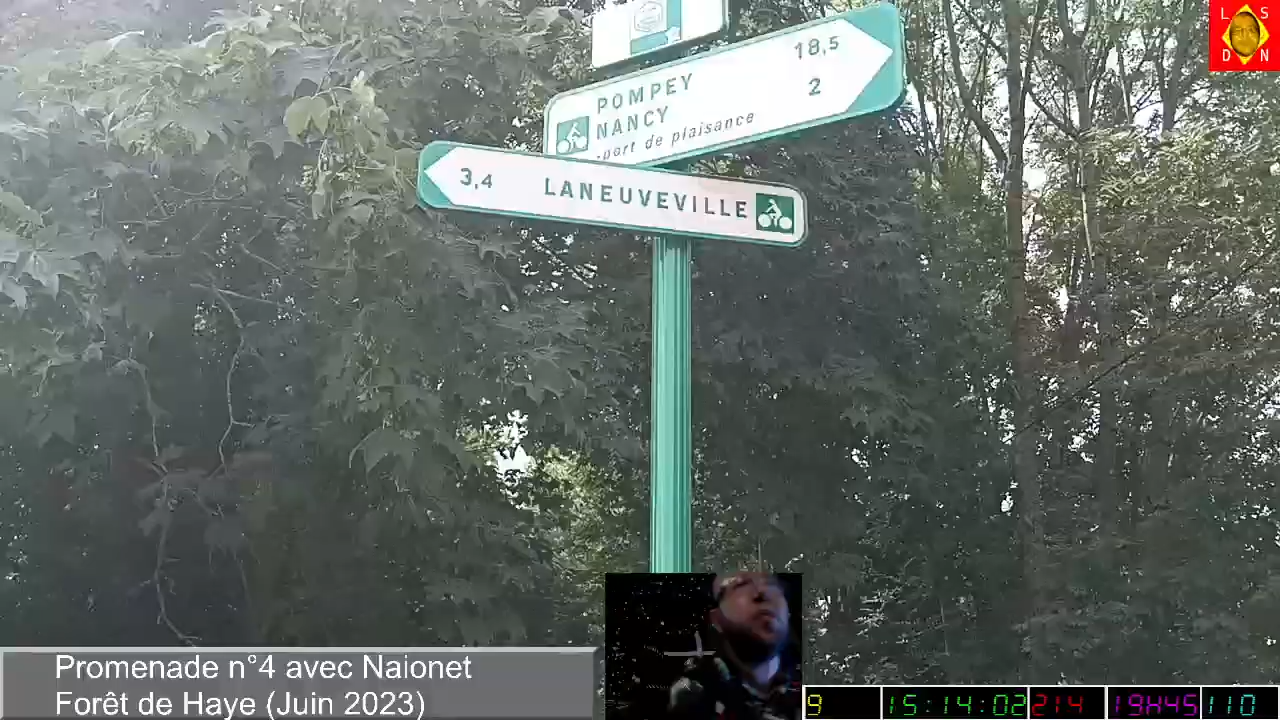 L S
D N
18,5
POMPEY
2
NANCY
port de plaisance
3,4 LANEUVEVILLE
Promenade n°4 avec Naionet
Forêt de Haye (Juin 2023)
9 15:14:02 214 19H45 110